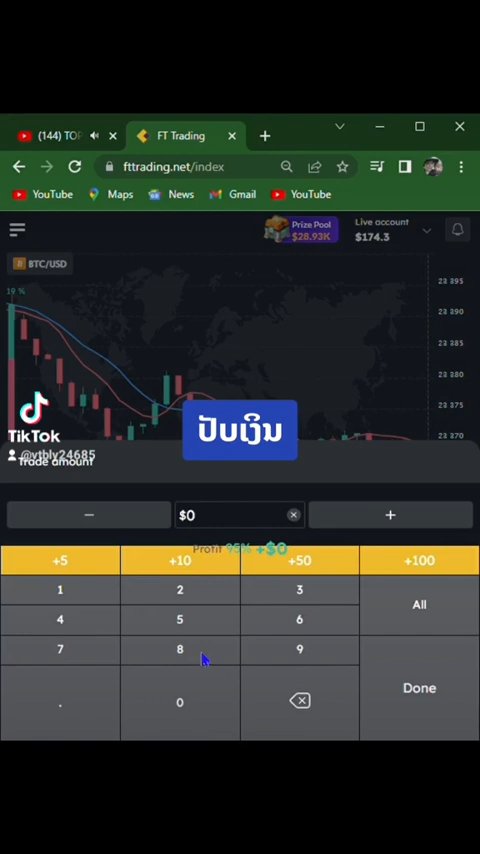 (144) TOP
FT Trading
fttrading.net/index
YouTube
Maps
News
Gmail
YouTube
Prize Pool
$28.93K
Live account
$174.3
BTC/USD
23 395
19 %
23 390
23 385
23 380
23 375
23 370
ປັບເງິນ
TikTok
@vtbly24685
Trade amount
$0
Profit 95% +$0
+5 +10 +50 +100
1 2 3
All
4 5 6
7 8 9
Done
. 0